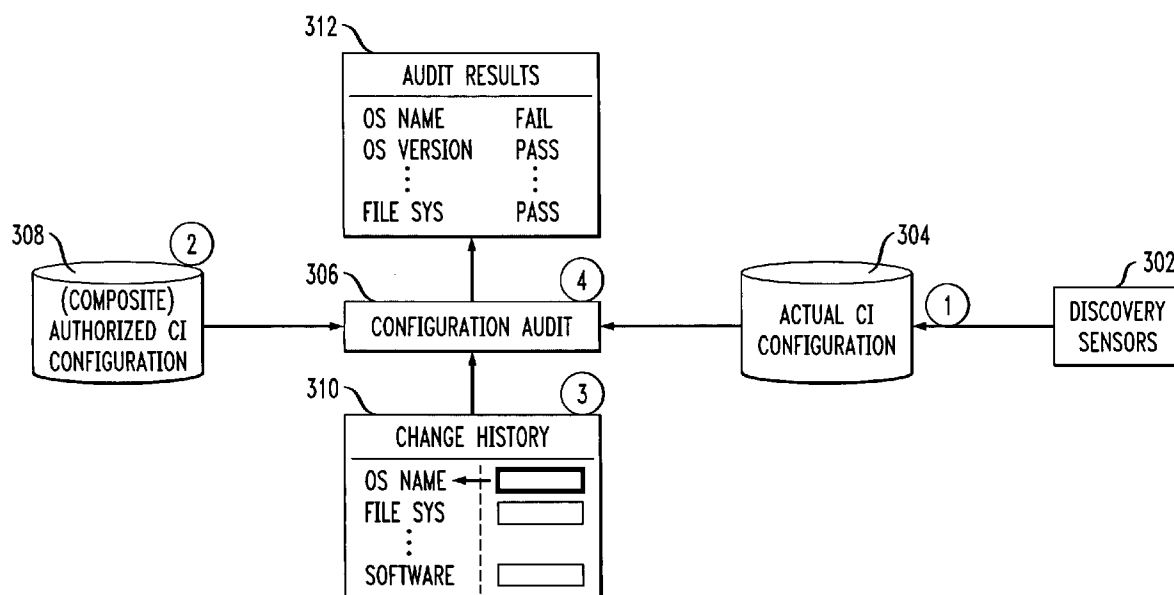 312
AUDIT RESULTS
OS NAME FAIL
OS VERSION PASS
FILE SYS PASS
308
2
(COMPOSITE)
AUTHORIZED CI
CONFIGURATION
306
4
CONFIGURATION AUDIT
304
ACTUAL CI
CONFIGURATION
1
302
DISCOVERY
SENSORS
310
3
CHANGE HISTORY
OS NAME
FILE SYS
SOFTWARE